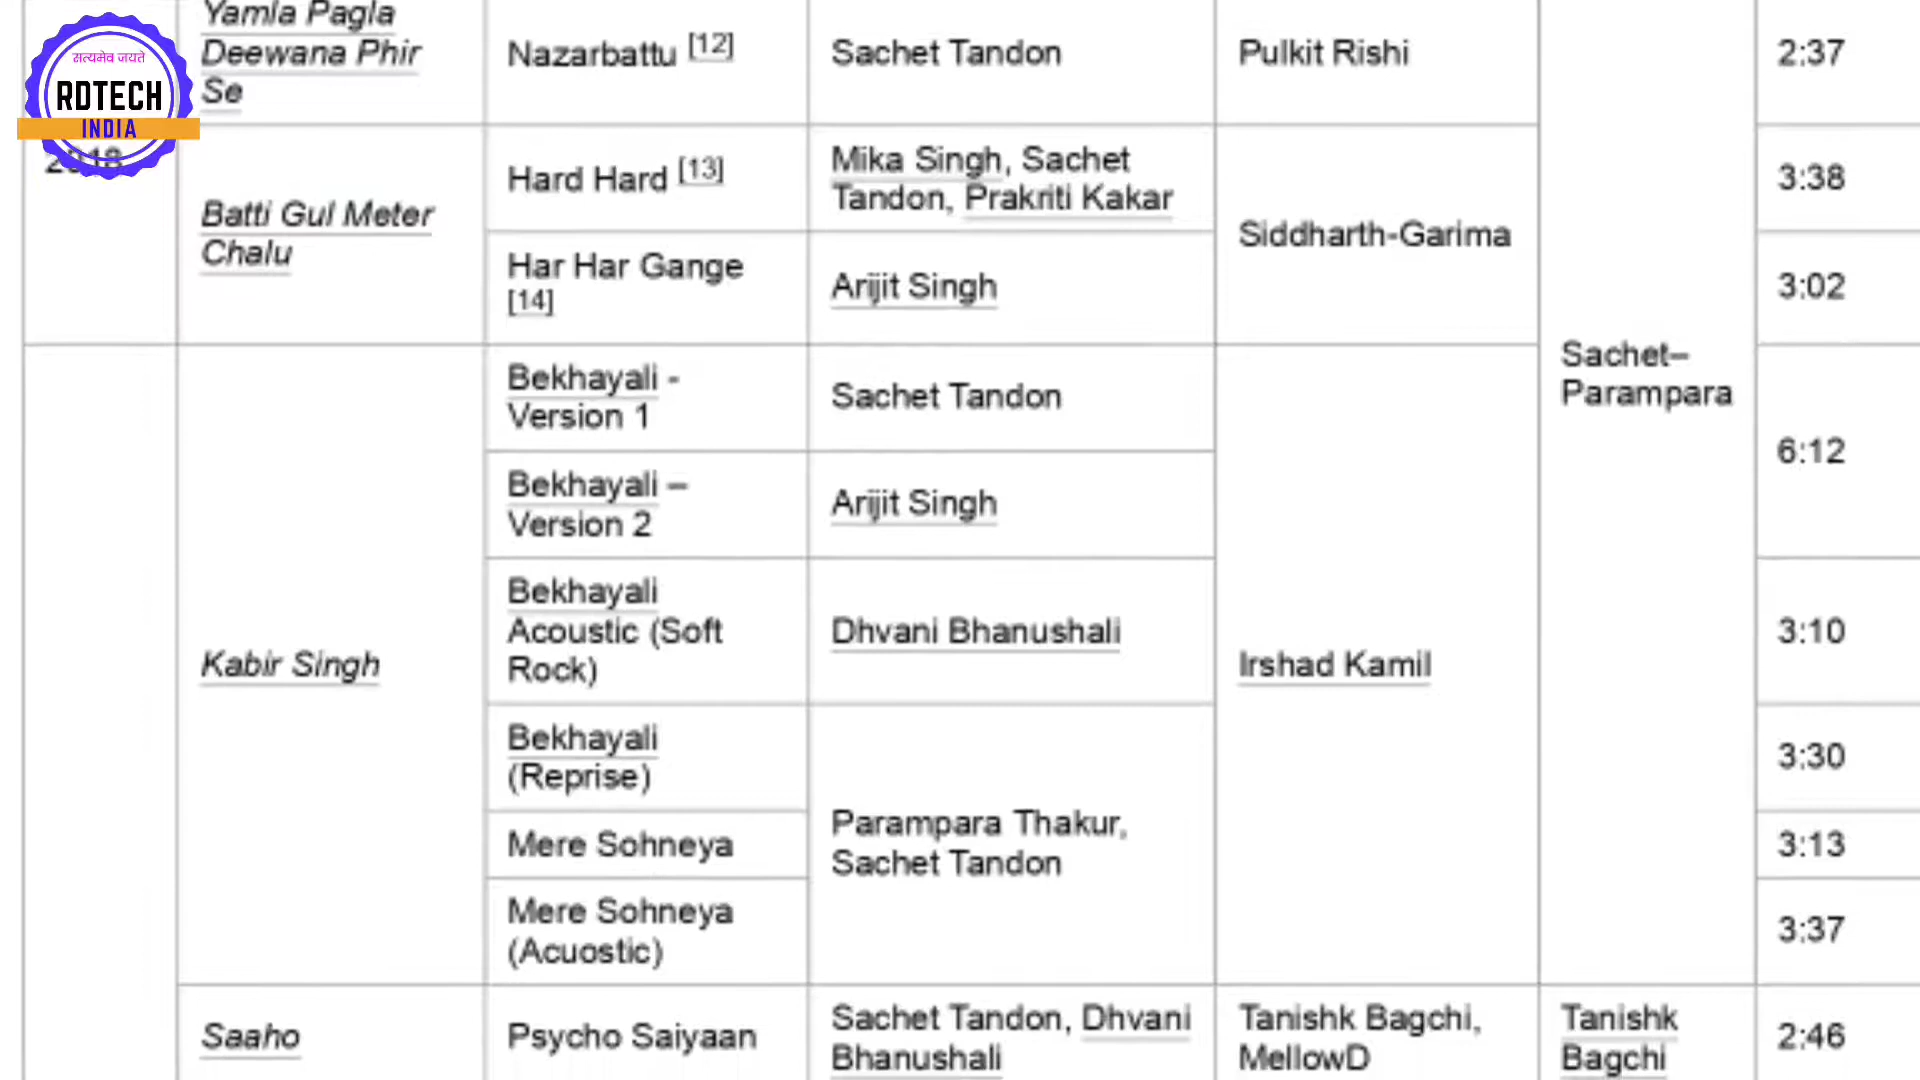 सत्यमेव जयते
RDTECH
INDIA
2018
Yamla Pagla
Deewana Phir
Se
Nazarbattu [12]
Sachet Tandon
Pulkit Rishi
2:37
Batti Gul Meter
Chalu
Hard Hard [13]
Mika Singh, Sachet
Tandon, Prakriti Kakar
Siddharth-Garima
3:38
Har Har Gange
[14]
Arijit Singh
3:02
Sachet–
Parampara
Kabir Singh
Bekhayali -
Version 1
Sachet Tandon
Irshad Kamil
6:12
Bekhayali –
Version 2
Arijit Singh
Bekhayali
Acoustic (Soft
Rock)
Dhvani Bhanushali
3:10
Bekhayali
(Reprise)
Parampara Thakur,
Sachet Tandon
3:30
Mere Sohneya
3:13
Mere Sohneya
(Acuostic)
3:37
Saaho
Psycho Saiyaan
Sachet Tandon, Dhvani
Bhanushali
Tanishk Bagchi,
MellowD
Tanishk
Bagchi
2:46